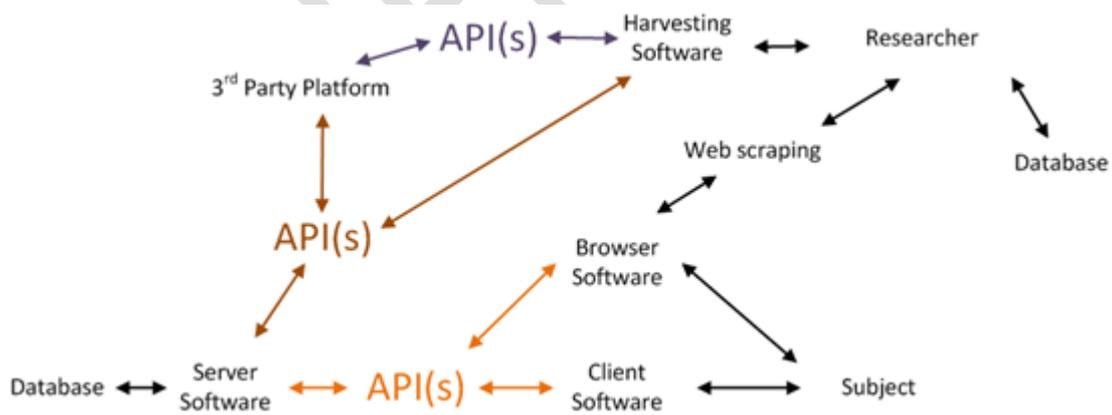 API(s)
Harvesting
Software
Researcher
3rd Party Platform
Web scraping
Database
API(s)
Browser
Software
Database
Server
Software
API(s)
Client
Software
Subject